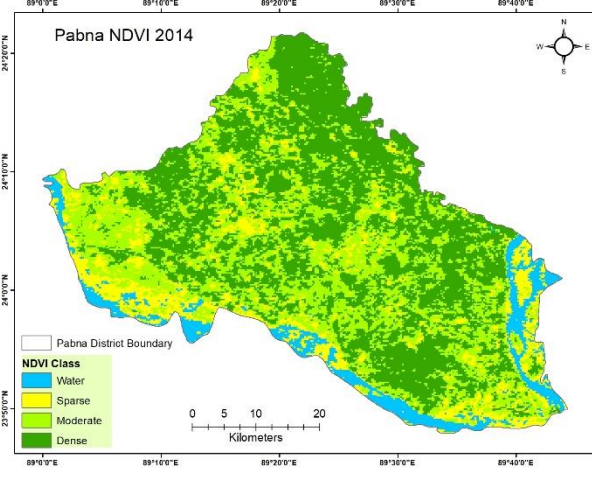 89°0'0"E 89°10'0"E 89°20'0"E 89°30'0"E 89°40'0"E
Pabna NDVI 2014
N
W E
S
24°20'0"N
24°10'0"N
24°0'0"N
23°50'0"N
Pabna District Boundary
NDVI Class
Water
Sparse
Moderate
Dense
0 5 10 20
Kilometers
89°0'0"E 89°10'0"E 89°20'0"E 89°30'0"E 89°40'0"E